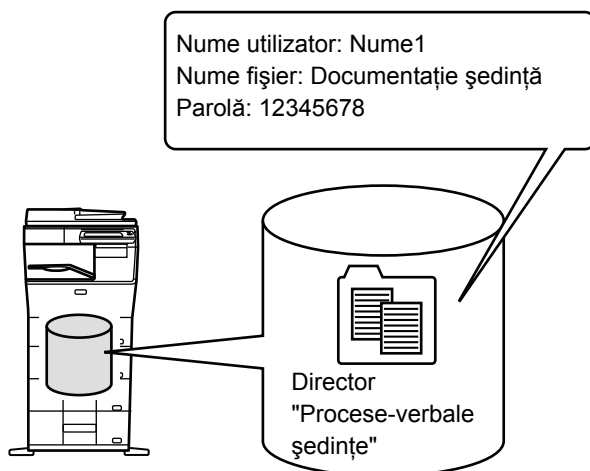 Nume utilizator: Nume1
Nume fişier: Documentaţie şedinţă
Parolă: 12345678
Director
"Procese-verbale
şedinţe"